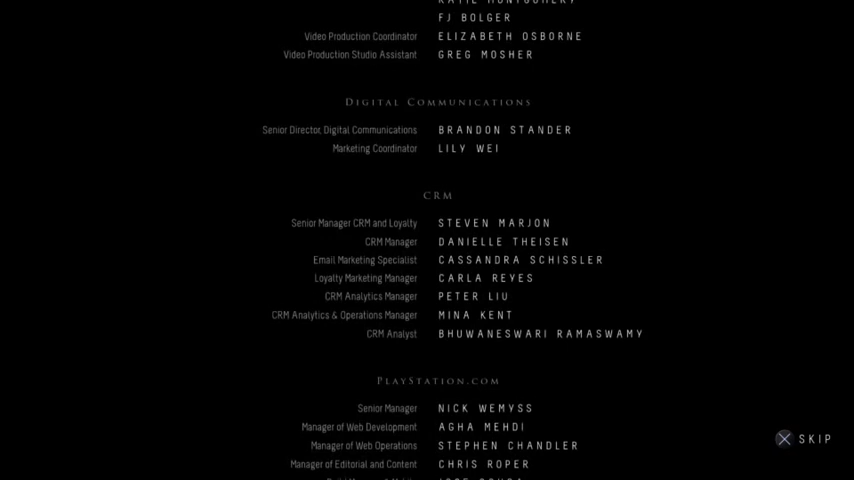 FJ BOLGER
Video Production Coordinator ELIZABETH OSBORNE
Video Production Studio Assistant GREG MOSHER
DIGITAL COMMUNICATIONS
Senior Director, Digital Communications BRANDON STANDER
Marketing Coordinator LILY WEI
CRM
Senior Manager CRM and Loyalty STEVEN MARJON
CRM Manager DANIELLE THEISEN
Email Marketing Specialist CASSANDRA SCHISSLER
Loyalty Marketing Manager CARLA REYES
CRM Analytics Manager PETER LIU
CRM Analytics & Operations Manager MINA KENT
CRM Analyst BHUWANESWARI RAMASWAMY
PLAYSTATION.COM
Senior Manager NICK WEMYSS
Manager of Web Development AGHA MEHDI
Manager of Web Operations STEPHEN CHANDLER
SKIP
Manager of Editorial and Content CHRIS ROPER